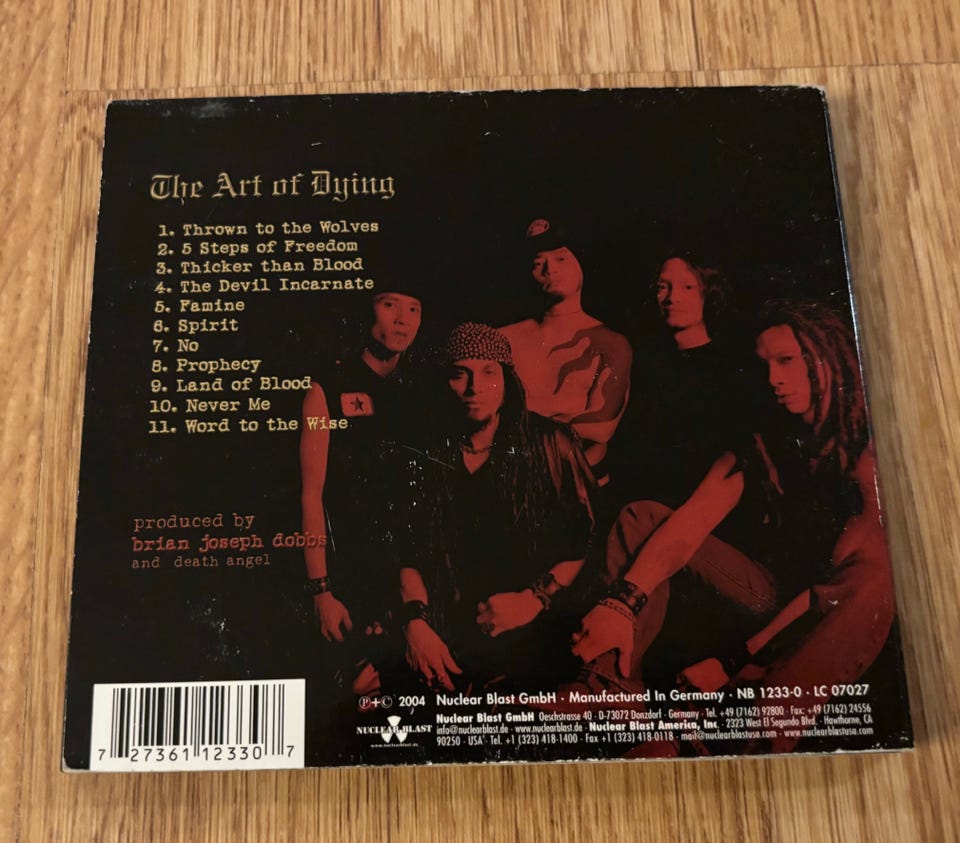 The Art of Dying
1. Thrown to the Wolves
2. 5 Steps of Freedom
3. Thicker than Blood
4. The Devil Incarnate
5. Famine
6. Spirit
7. No
8. Prophecy
9. Land of Blood
10. Never Me
11. Word to the Wise
produced by
brian joseph dobbs
and death angel
7 27361 12330 7
NUCLEAR BLAST
www.nuclearblast.de
℗+© 2004 Nuclear Blast GmbH · Manufactured In Germany · NB 1233-0 · LC 07027
Nuclear Blast GmbH Oeschstrasse 40 · D-73072 Donzdorf · Germany · Tel. +49 (7162) 92800 · Fax: +49 (7162) 24556
info@nuclearblast.de · www.nuclearblast.de · Nuclear Blast America, Inc. · 2323 West El Segundo Blvd. · Hawthorne, CA
90250 · USA · Tel. +1 (323) 418-1400 · Fax +1 (323) 418-0118 · mail@nuclearblastusa.com · www.nuclearblastusa.com